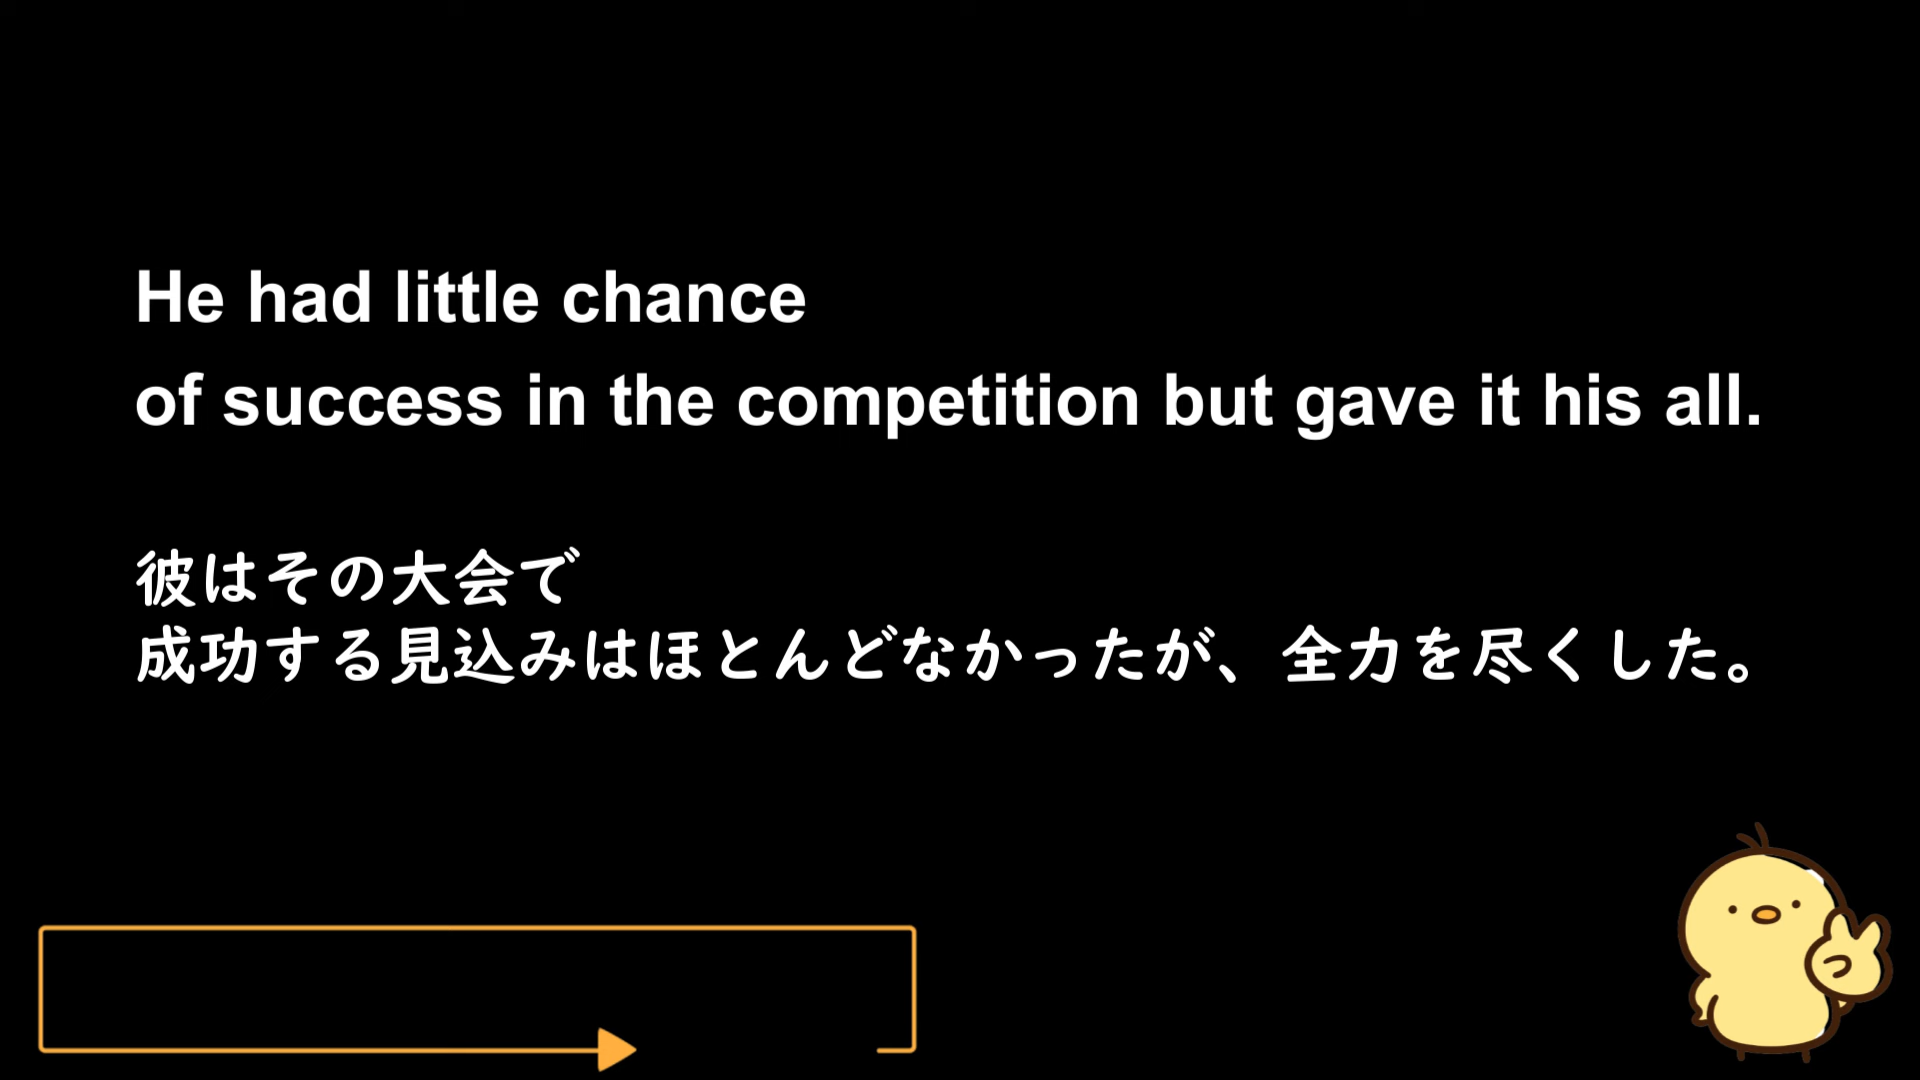 He had little chance
of success in the competition but gave it his all.
彼はその大会で
成功する見込みはほとんどなかったが、全力を尽くした。